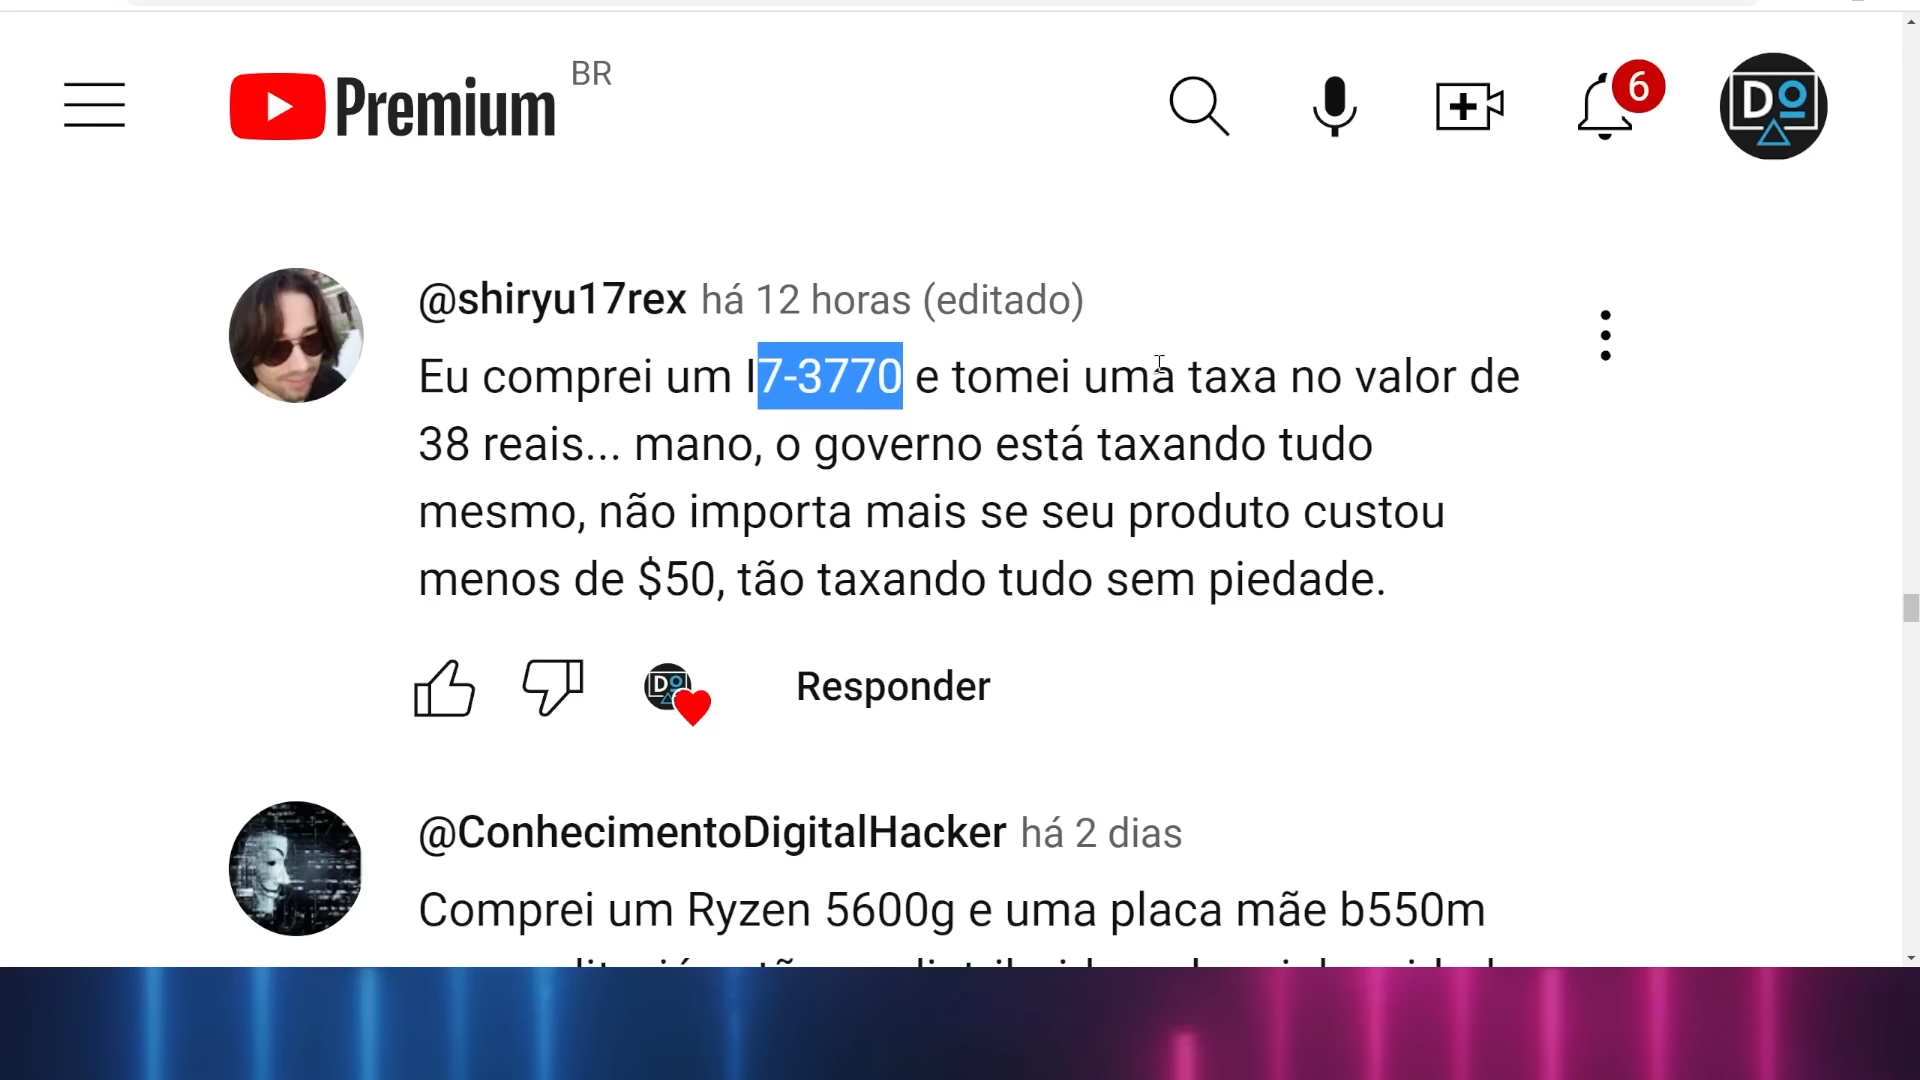 Premium BR
6
DO
@shiryu17rex há 12 horas (editado)
Eu comprei um I7-3770 e tomei uma taxa no valor de
38 reais... mano, o governo está taxando tudo
mesmo, não importa mais se seu produto custou
menos de $50, tão taxando tudo sem piedade.
DO
Responder
@ConhecimentoDigitalHacker há 2 dias
Comprei um Ryzen 5600g e uma placa mãe b550m